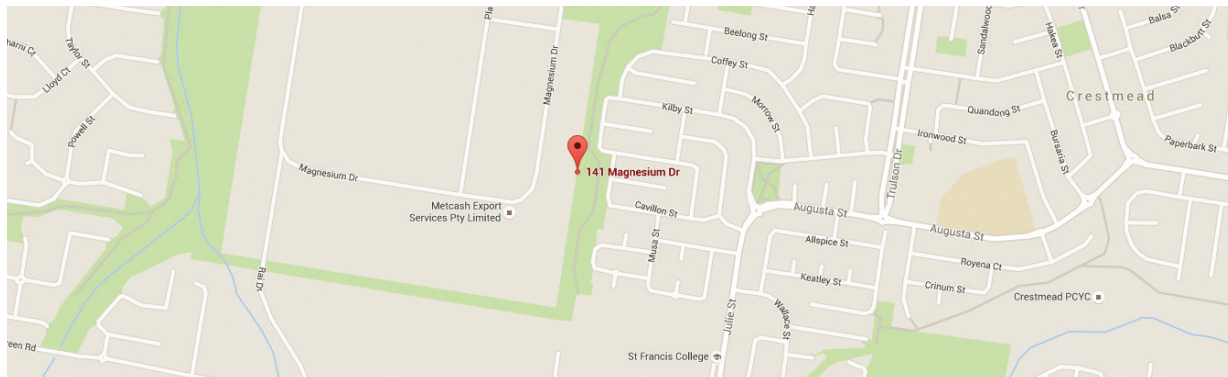 Beelong St
Sandalwood
Balsa St
Blackbutt St
Hakea St
Taylor St
Lloyd Ct
Powell St
Coffey St
Magnesium Dr
Kilby St
Morrow St
Quandong St
Crestmead
Ironwood St
Bursaria St
Paperbark St
Magnesium Dr
141 Magnesium Dr
Trulson Dr
Metcash Export
Services Pty Limited
Cavillon St
Augusta St
Augusta St
Musa St
Allspice St
Royena Ct
Rai Dr
Keatley St
Crinum St
Crestmead PCYC
Julie St
Wallace St
St Francis College
reen Rd